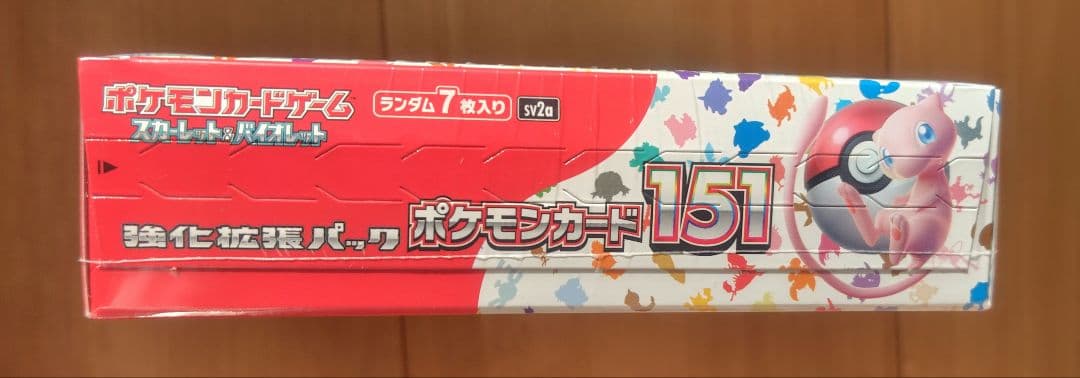 ポケモンカードゲーム
スカーレット&バイオレット
ランダム7枚入り
sv2a
強化拡張パック
ポケモンカード151